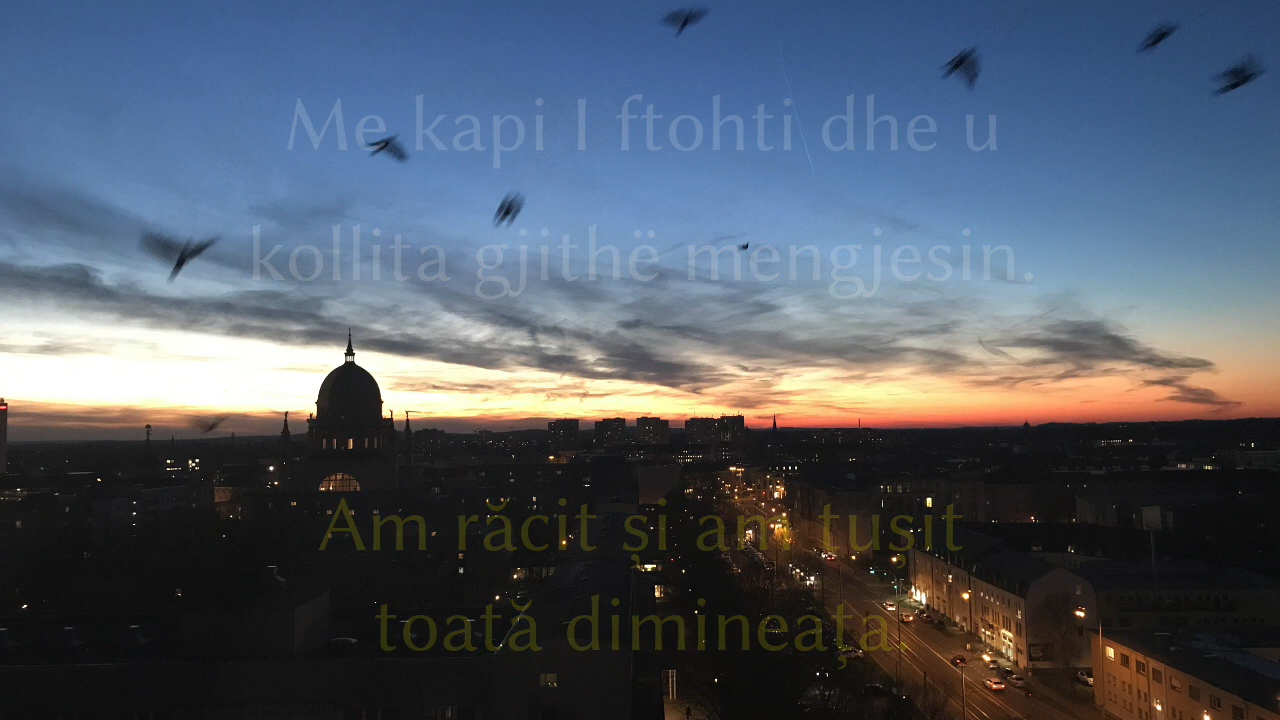 Me kapi I ftohti dhe u
kollita gjithë mengjesin.
Am răcit și am tușit
toată dimineața